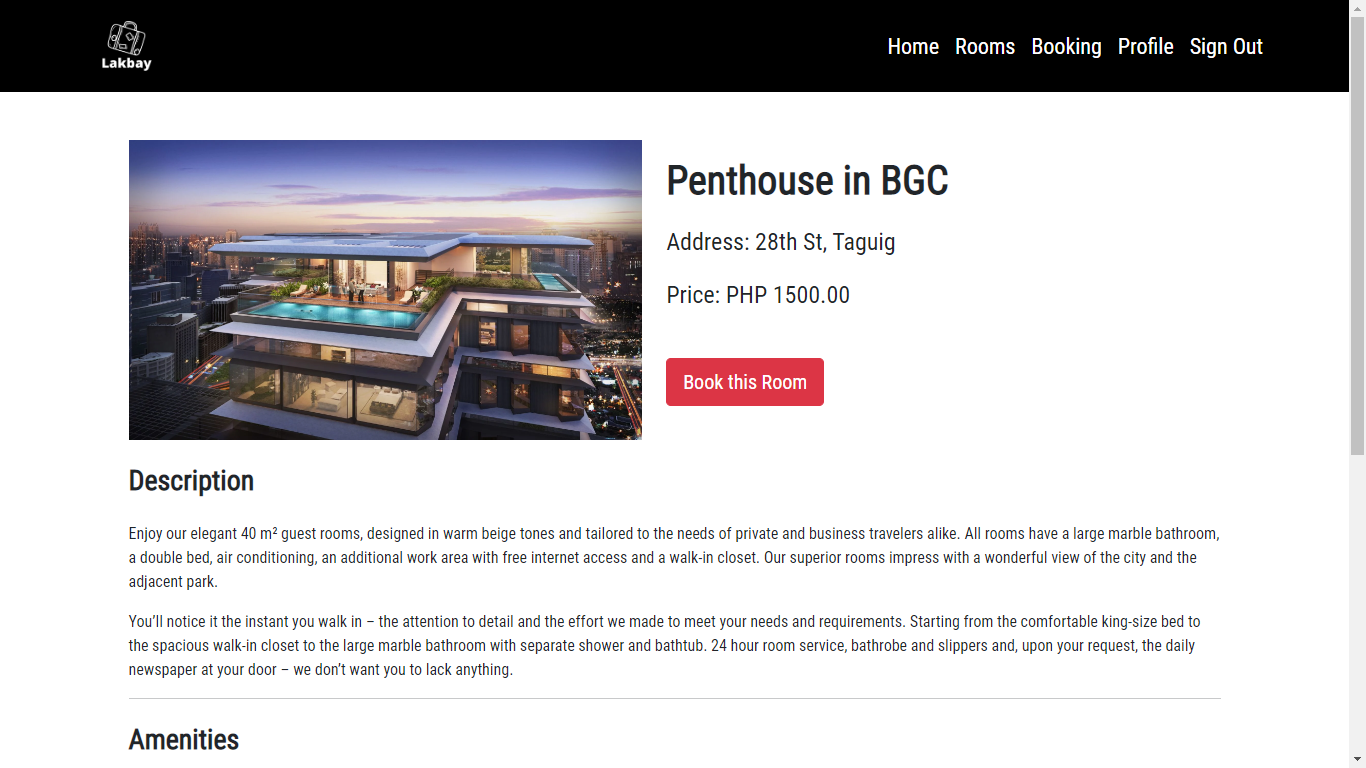 Lakbay
Home Rooms Booking Profile Sign Out
Penthouse in BGC
Address: 28th St, Taguig
Price: PHP 1500.00
Book this Room
Description
Enjoy our elegant 40 m² guest rooms, designed in warm beige tones and tailored to the needs of private and business travelers alike. All rooms have a large marble bathroom,
a double bed, air conditioning, an additional work area with free internet access and a walk-in closet. Our superior rooms impress with a wonderful view of the city and the
adjacent park.
You’ll notice it the instant you walk in – the attention to detail and the effort we made to meet your needs and requirements. Starting from the comfortable king-size bed to
the spacious walk-in closet to the large marble bathroom with separate shower and bathtub. 24 hour room service, bathrobe and slippers and, upon your request, the daily
newspaper at your door – we don’t want you to lack anything.
Amenities